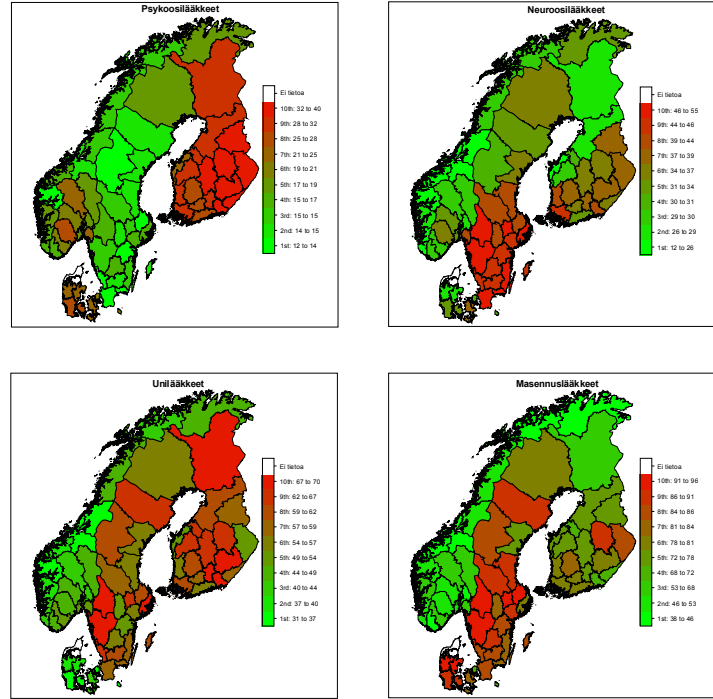 Psykoosilääkkeet
Ei tietoa
10th: 32 to 40
9th: 28 to 32
8th: 25 to 28
7th: 21 to 25
6th: 19 to 21
5th: 17 to 19
4th: 15 to 17
3rd: 15 to 15
2nd: 14 to 15
1st: 12 to 14
Neuroosilääkkeet
Ei tietoa
10th: 46 to 55
9th: 44 to 46
8th: 39 to 44
7th: 37 to 39
6th: 34 to 37
5th: 31 to 34
4th: 30 to 31
3rd: 29 to 30
2nd: 26 to 29
1st: 12 to 26
Unilääkkeet
Ei tietoa
10th: 67 to 70
9th: 62 to 67
8th: 59 to 62
7th: 57 to 59
6th: 54 to 57
5th: 49 to 54
4th: 44 to 49
3rd: 40 to 44
2nd: 37 to 40
1st: 31 to 37
Masennuslääkkeet
Ei tietoa
10th: 91 to 96
9th: 86 to 91
8th: 84 to 86
7th: 81 to 84
6th: 78 to 81
5th: 72 to 78
4th: 68 to 72
3rd: 53 to 68
2nd: 46 to 53
1st: 38 to 46